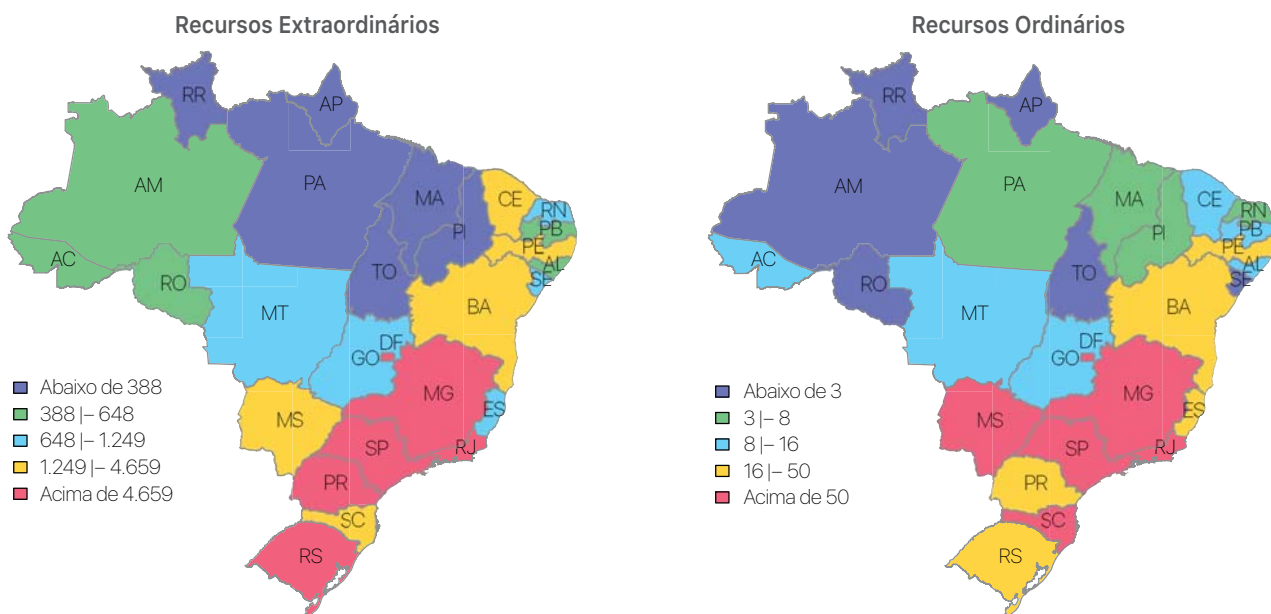 Recursos Extraordinários
RR
AP
AM
PA
MA
CE
RN
PB
PI
PE
AL
SE
AC
RO
TO
BA
MT
DF
GO
MG
ES
MS
SP
RJ
PR
SC
RS
Abaixo de 388
388 |– 648
648 |– 1.249
1.249 |– 4.659
Acima de 4.659
Recursos Ordinários
RR
AP
AM
PA
MA
CE
RN
PB
PI
PE
AL
SE
AC
RO
TO
BA
MT
DF
GO
MG
ES
MS
SP
RJ
PR
SC
RS
Abaixo de 3
3 |– 8
8 |– 16
16 |– 50
Acima de 50